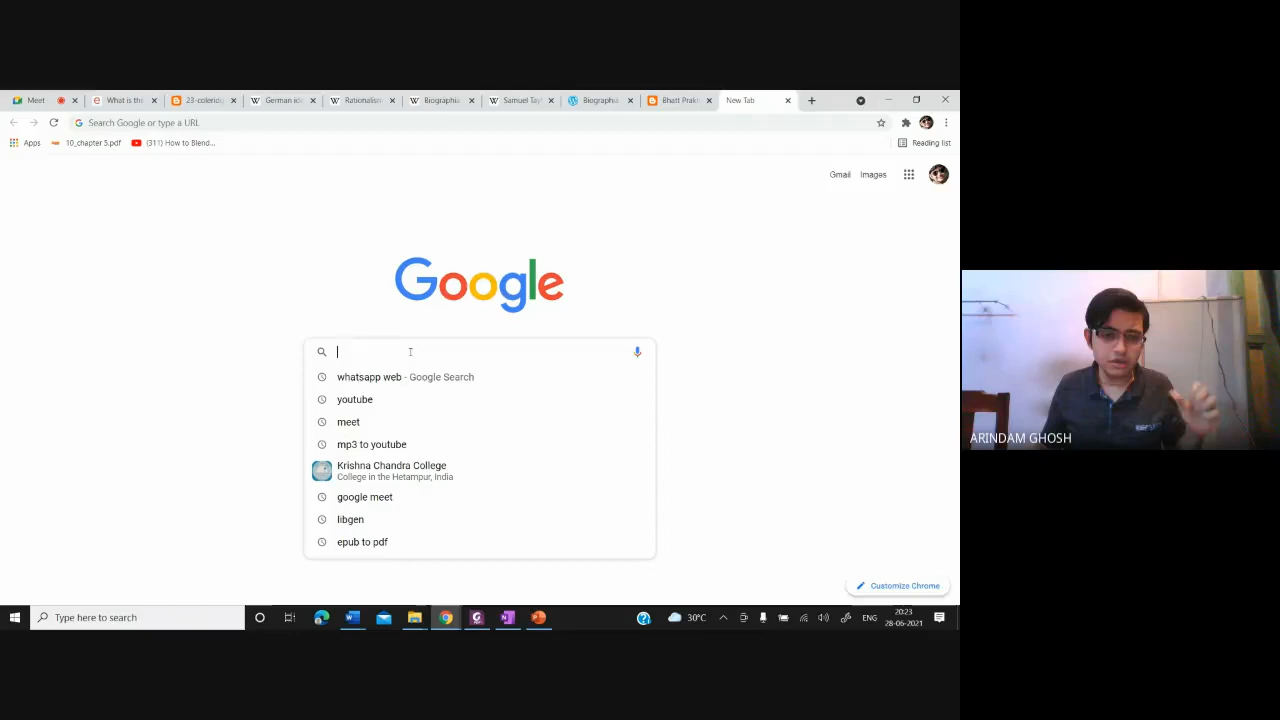 Meet
What is the
23-coleridg
German ide
Rationalism
Biographia
Samuel Tayl
Biographia
Bhatt Prakr
New Tab
Search Google or type a URL
Apps
10_chapter 5.pdf
(311) How to Blend...
Reading list
Gmail
Images
Google
whatsapp web - Google Search
youtube
meet
mp3 to youtube
Krishna Chandra College
College in the Hetampur, India
google meet
libgen
epub to pdf
Customize Chrome
ARINDAM GHOSH
Type here to search
30°C
ENG
20:23
28-06-2021